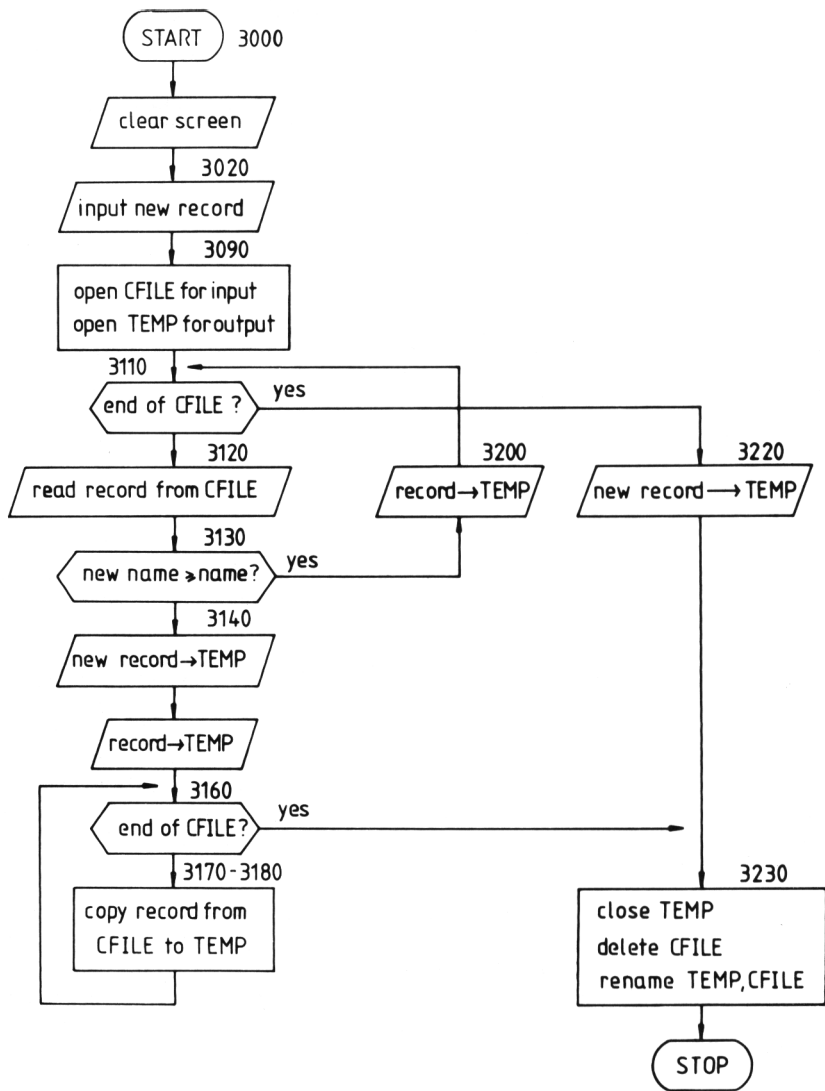 START 3000
clear screen
3020
input new record
3090
open CFILE for input
open TEMP for output
3110
end of CFILE ?
yes
3120
read record from CFILE
3200
record→TEMP
3220
new record→TEMP
3130
new name ⩾ name?
yes
3140
new record→TEMP
record→TEMP
3160
end of CFILE?
yes
3170-3180
copy record from
CFILE to TEMP
3230
close TEMP
delete CFILE
rename TEMP,CFILE
STOP